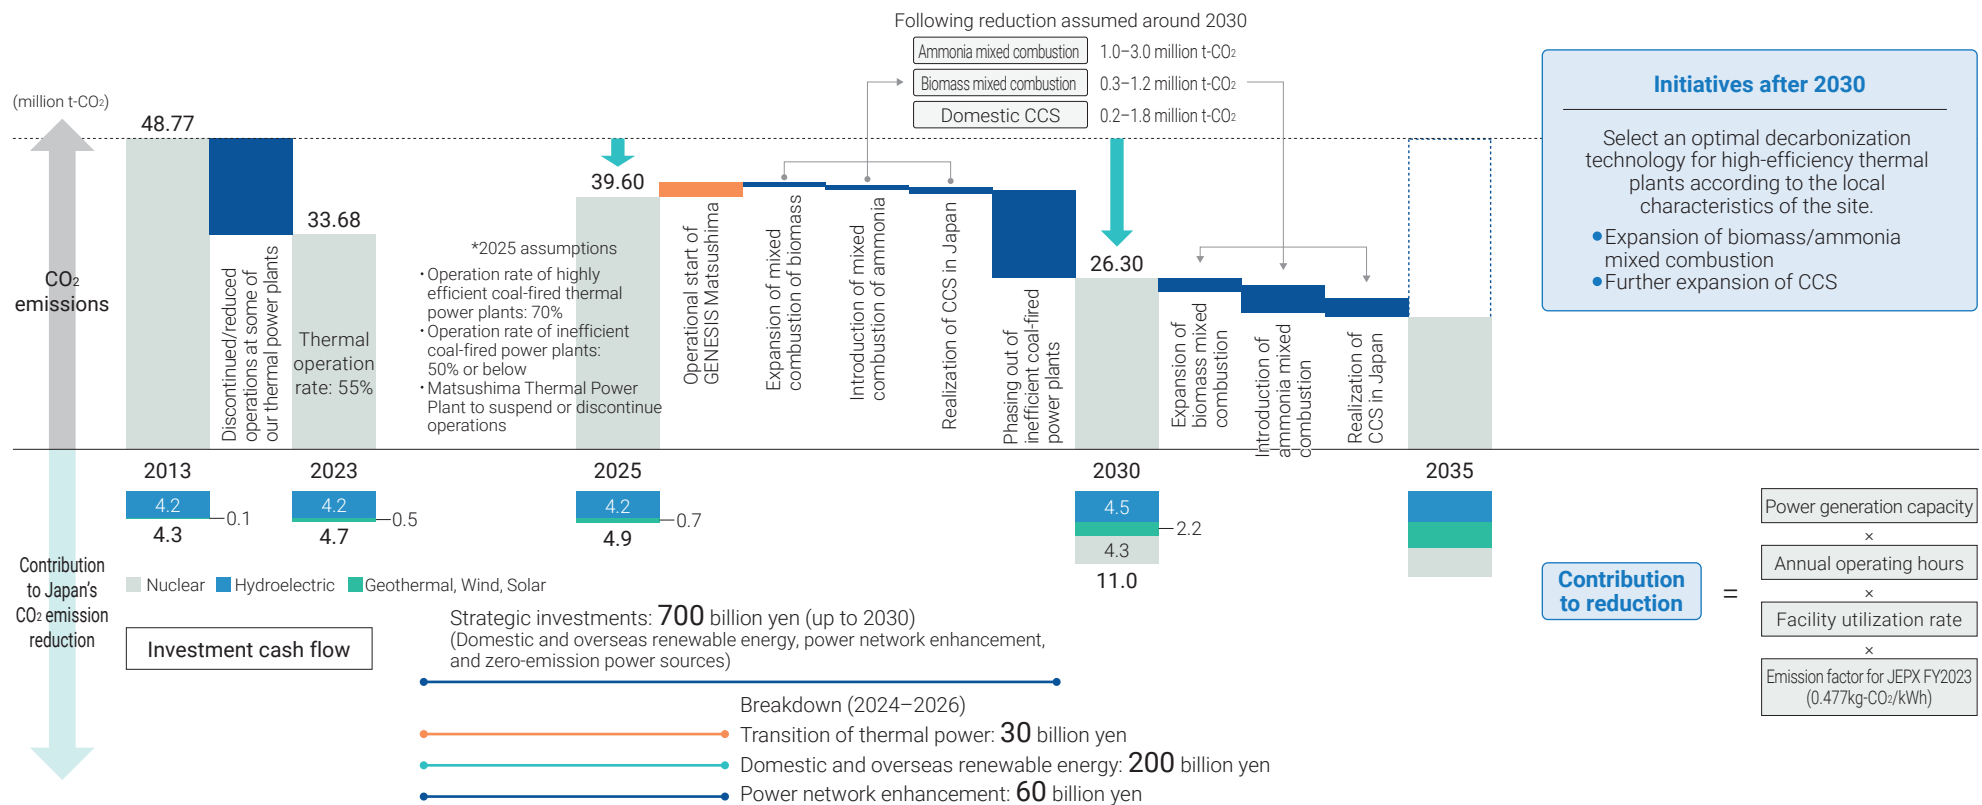 Following reduction assumed around 2030
Ammonia mixed combustion 1.0–3.0 million t-CO2
Biomass mixed combustion 0.3–1.2 million t-CO2
Domestic CCS 0.2–1.8 million t-CO2
(million t-CO2)
CO2
emissions
48.77
33.68
39.60
26.30
Discontinued/reduced
operations at some of
our thermal power plants
Thermal
operation
rate: 55%
*2025 assumptions
・Operation rate of highly
efficient coal-fired thermal
power plants: 70%
・Operation rate of inefficient
coal-fired power plants:
50% or below
・Matsushima Thermal Power
Plant to suspend or discontinue
operations
Operational start of
GENESIS Matsushima
Expansion of mixed
combustion of biomass
Introduction of mixed
combustion of ammonia
Realization of CCS in Japan
Phasing out of
inefficient coal-fired
power plants
Expansion of
biomass mixed
combustion
Introduction of
ammonia mixed
combustion
Realization of
CCS in Japan
Initiatives after 2030
Select an optimal decarbonization
technology for high-efficiency thermal
plants according to the local
characteristics of the site.
●Expansion of biomass/ammonia
mixed combustion
●Further expansion of CCS
2013
2023
2025
2030
2035
4.2
0.1
4.3
4.2
0.5
4.7
4.2
0.7
4.9
4.5
2.2
4.3
11.0
Contribution
to Japan's
CO2 emission
reduction
Nuclear Hydroelectric Geothermal, Wind, Solar
Investment cash flow
Strategic investments: 700 billion yen (up to 2030)
(Domestic and overseas renewable energy, power network enhancement,
and zero-emission power sources)
Breakdown (2024–2026)
Transition of thermal power: 30 billion yen
Domestic and overseas renewable energy: 200 billion yen
Power network enhancement: 60 billion yen
Contribution
to reduction
=
Power generation capacity
×
Annual operating hours
×
Facility utilization rate
×
Emission factor for JEPX FY2023
(0.477kg-CO2/kWh)